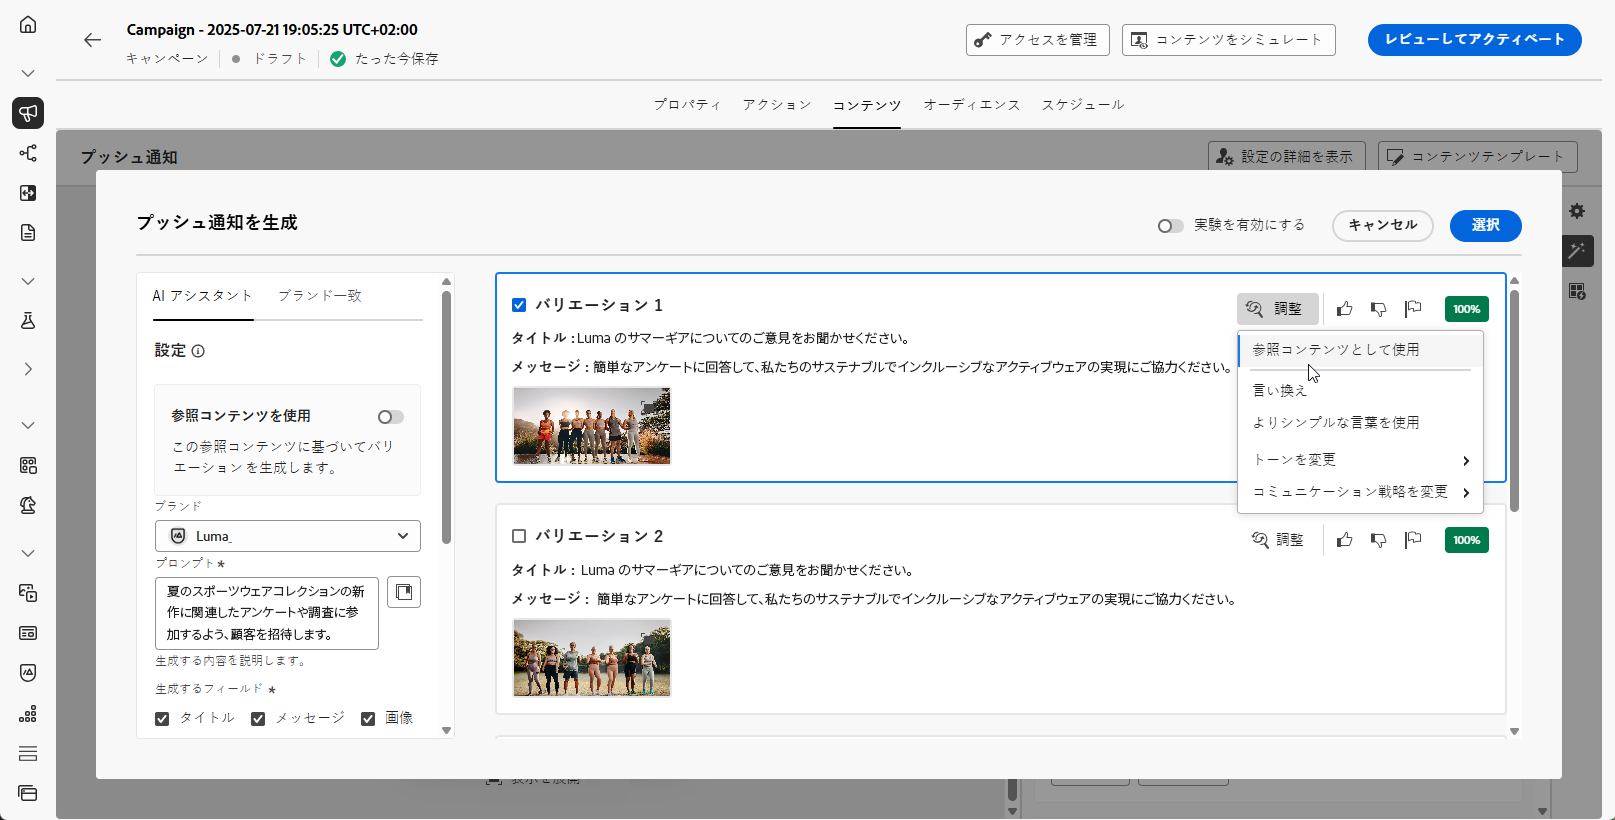 Campaign - 2025-07-21 19:05:25 UTC+02:00
キャンペーン ドラフト たった今保存
アクセスを管理
コンテンツをシミュレート
レビューしてアクティベート
プロパティ アクション コンテンツ オーディエンス スケジュール
プッシュ通知
設定の詳細を表示
コンテンツテンプレート
プッシュ通知を生成
実験を有効にする
キャンセル
選択
AI アシスタント ブランド一致
設定
参照コンテンツを使用
この参照コンテンツに基づいてバリ
エーションを生成します。
ブランド
Luma_
プロンプト*
夏のスポーツウェアコレクションの新
作に関連したアンケートや調査に参
加するよう、顧客を招待します。
生成する内容を説明します。
生成するフィールド *
タイトル メッセージ 画像
バリエーション 1
調整
100%
タイトル :Luma のサマーギアについてのご意見をお聞かせください。
メッセージ : 簡単なアンケートに回答して、私たちのサステナブルでインクルーシブなアクティブウェアの実現にご協力ください。
参照コンテンツとして使用
言い換え
よりシンプルな言葉を使用
トーンを変更
コミュニケーション戦略を変更
バリエーション 2
調整
100%
タイトル : Luma のサマーギアについてのご意見をお聞かせください。
メッセージ : 簡単なアンケートに回答して、私たちのサステナブルでインクルーシブなアクティブウェアの実現にご協力ください。